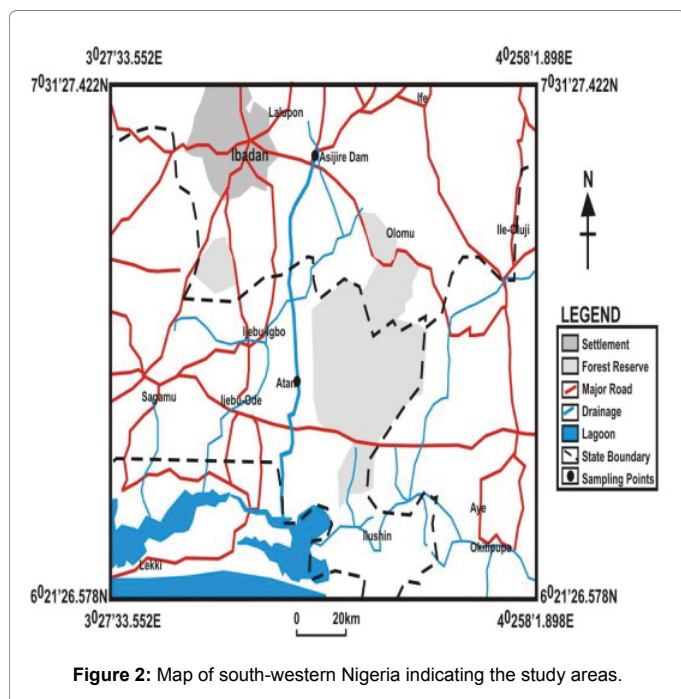 3⁰27'33.552E 4⁰258'1.898E
7⁰31'27.422N 7⁰31'27.422N
Ife
Lalupon
Ibadan
Asijire Dam
N
Olomu
Ile-Oluji
LEGEND
Settlement
Forest Reserve
Major Road
Drainage
Lagoon
State Boundary
Sampling Points
Ijebu-Igbo
Atan
Sagamu
Ijebu-Ode
Aye
Ilushin
Okitipupa
Lekki
6⁰21'26.578N 6⁰21'26.578N
3⁰27'33.552E 0 20km 4⁰258'1.898E
Figure 2: Map of south-western Nigeria indicating the study areas.